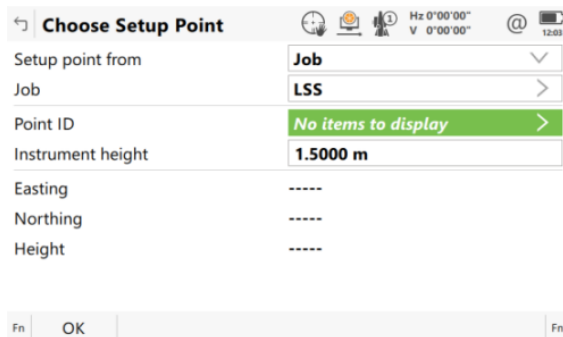 Choose Setup Point 1 Hz 0°00'00" @
V 0°00'00" 12:03
Setup point from Job
Job LSS
Point ID No items to display
Instrument height 1.5000 m
Easting -----
Northing -----
Height -----
Fn OK Fn